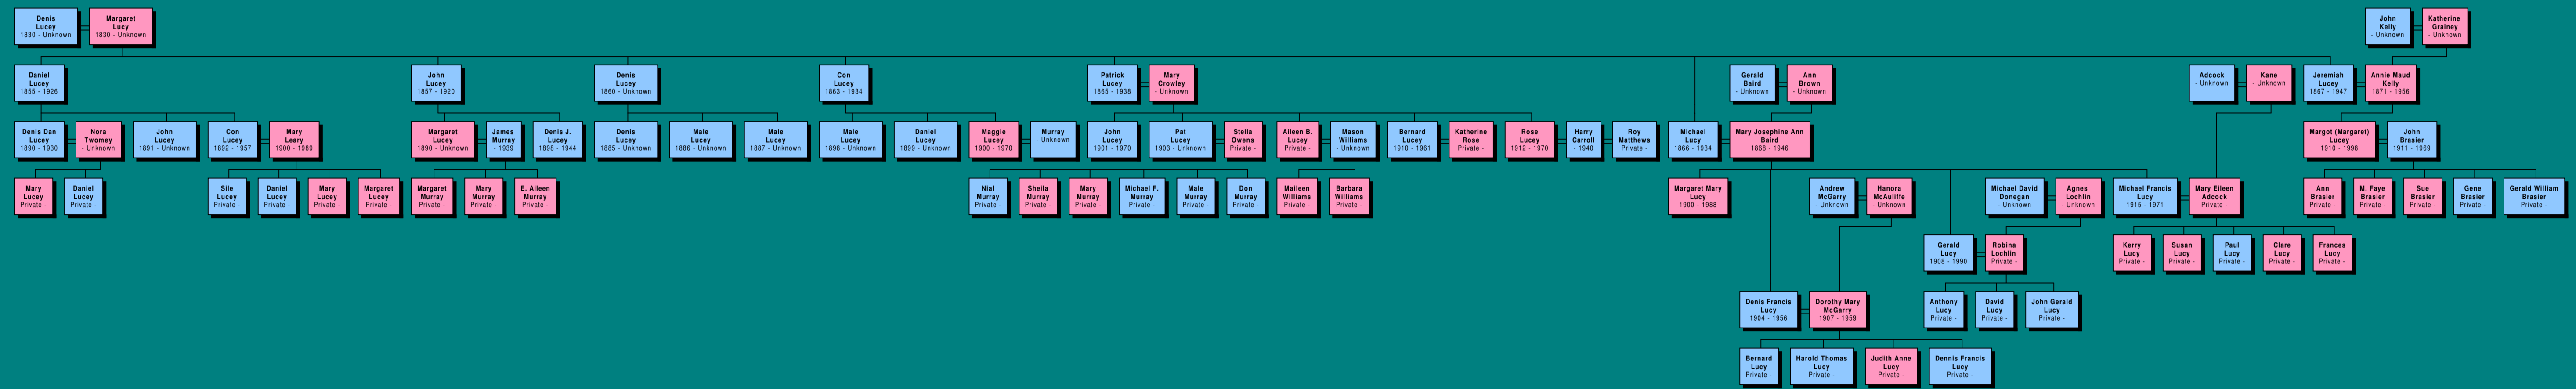 Denis
Lucey
1830 - Unknown
Margaret
Lucy
1830 - Unknown
John
Kelly
- Unknown
Katherine
Grainey
- Unknown
Daniel
Lucey
1855 - 1926
John
Lucey
1857 - 1920
Denis
Lucey
1860 - Unknown
Con
Lucey
1863 - 1934
Patrick
Lucey
1865 - 1938
Mary
Crowley
- Unknown
Gerald
Baird
- Unknown
Ann
Brown
- Unknown
Adcock
- Unknown
Kane
- Unknown
Jeremiah
Lucey
1867 - 1947
Annie Maud
Kelly
1871 - 1956
Denis Dan
Lucey
1890 - 1930
Nora
Twomey
- Unknown
John
Lucey
1891 - Unknown
Con
Lucey
1892 - 1957
Mary
Leary
1900 - 1989
Margaret
Lucey
1890 - Unknown
James
Murray
- 1939
Denis J.
Lucey
1898 - 1944
Denis
Lucey
1885 - Unknown
Male
Lucey
1886 - Unknown
Male
Lucey
1887 - Unknown
Male
Lucey
1898 - Unknown
Daniel
Lucey
1899 - Unknown
Maggie
Lucey
1900 - 1970
Murray
- Unknown
John
Lucey
1901 - 1970
Pat
Lucey
1903 - Unknown
Stella
Owens
Private -
Aileen B.
Lucey
Private -
Mason
Williams
- Unknown
Bernard
Lucey
1910 - 1961
Katherine
Rose
Private -
Rose
Lucey
1912 - 1970
Harry
Carroll
- 1940
Roy
Matthews
Private -
Michael
Lucy
1866 - 1934
Mary Josephine Ann
Baird
1868 - 1946
Margot (Margaret)
Lucey
1910 - 1998
John
Brasier
1911 - 1969
Mary
Lucey
Private -
Daniel
Lucey
Private -
Sile
Lucey
Private -
Daniel
Lucey
Private -
Mary
Lucey
Private -
Margaret
Lucey
Private -
Margaret
Murray
Private -
Mary
Murray
Private -
E. Aileen
Murray
Private -
Nial
Murray
Private -
Sheila
Murray
Private -
Mary
Murray
Private -
Michael F.
Murray
Private -
Male
Murray
Private -
Don
Murray
Private -
Maileen
Williams
Private -
Barbara
Williams
Private -
Margaret Mary
Lucy
1900 - 1988
Andrew
McGarry
- Unknown
Hanora
McAuliffe
- Unknown
Michael David
Donegan
- Unknown
Agnes
Lochlin
- Unknown
Michael Francis
Lucy
1915 - 1971
Mary Eileen
Adcock
Private -
Ann
Brasier
Private -
M. Faye
Brasier
Private -
Sue
Brasier
Private -
Gene
Brasier
Private -
Gerald William
Brasier
Private -
Gerald
Lucy
1908 - 1990
Robina
Lochlin
Private -
Kerry
Lucy
Private -
Susan
Lucy
Private -
Paul
Lucy
Private -
Clare
Lucy
Private -
Frances
Lucy
Private -
Denis Francis
Lucy
1904 - 1956
Dorothy Mary
McGarry
1907 - 1959
Anthony
Lucy
Private -
David
Lucy
Private -
John Gerald
Lucy
Private -
Bernard
Lucy
Private -
Harold Thomas
Lucy
Private -
Judith Anne
Lucy
Private -
Dennis Francis
Lucy
Private -